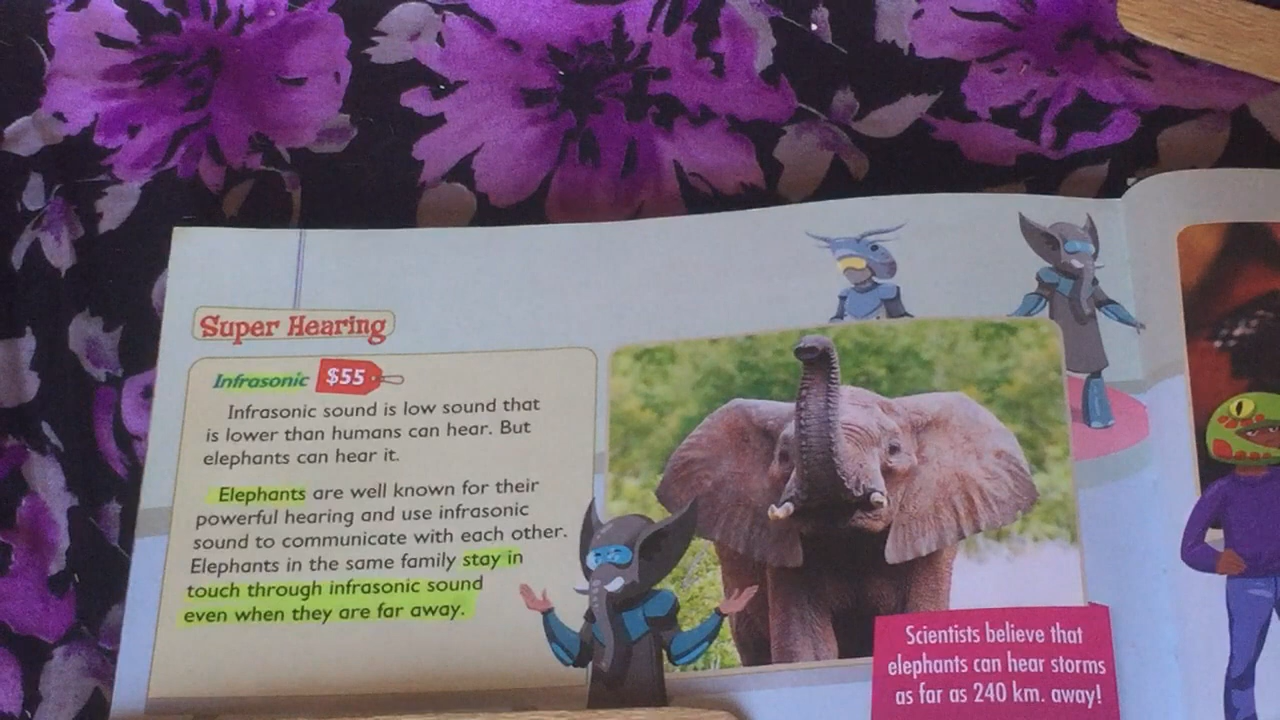 Super Hearing
Infrasonic $55
Infrasonic sound is low sound that
is lower than humans can hear. But
elephants can hear it.
Elephants are well known for their
powerful hearing and use infrasonic
sound to communicate with each other.
Elephants in the same family stay in
touch through infrasonic sound
even when they are far away.
Scientists believe that
elephants can hear storms
as far as 240 km. away!